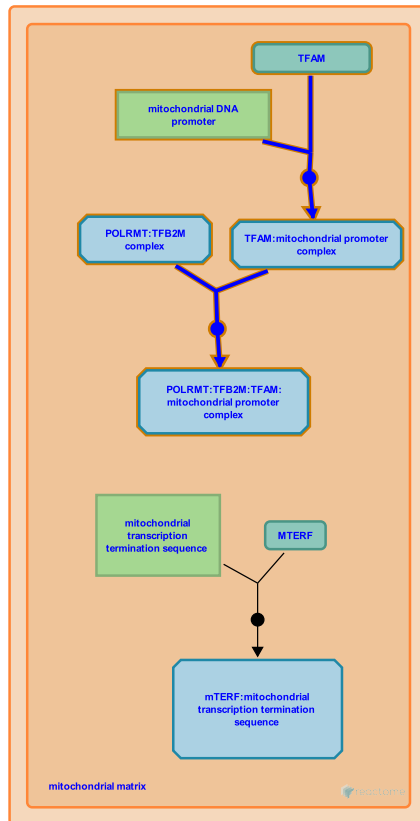 TFAM
mitochondrial DNA
promoter
POLRMT:TFB2M
complex
TFAM:mitochondrial promoter
complex
POLRMT:TFB2M:TFAM:
mitochondrial promoter
complex
mitochondrial
transcription
termination sequence
MTERF
mTERF:mitochondrial
transcription termination
sequence
mitochondrial matrix
reactome